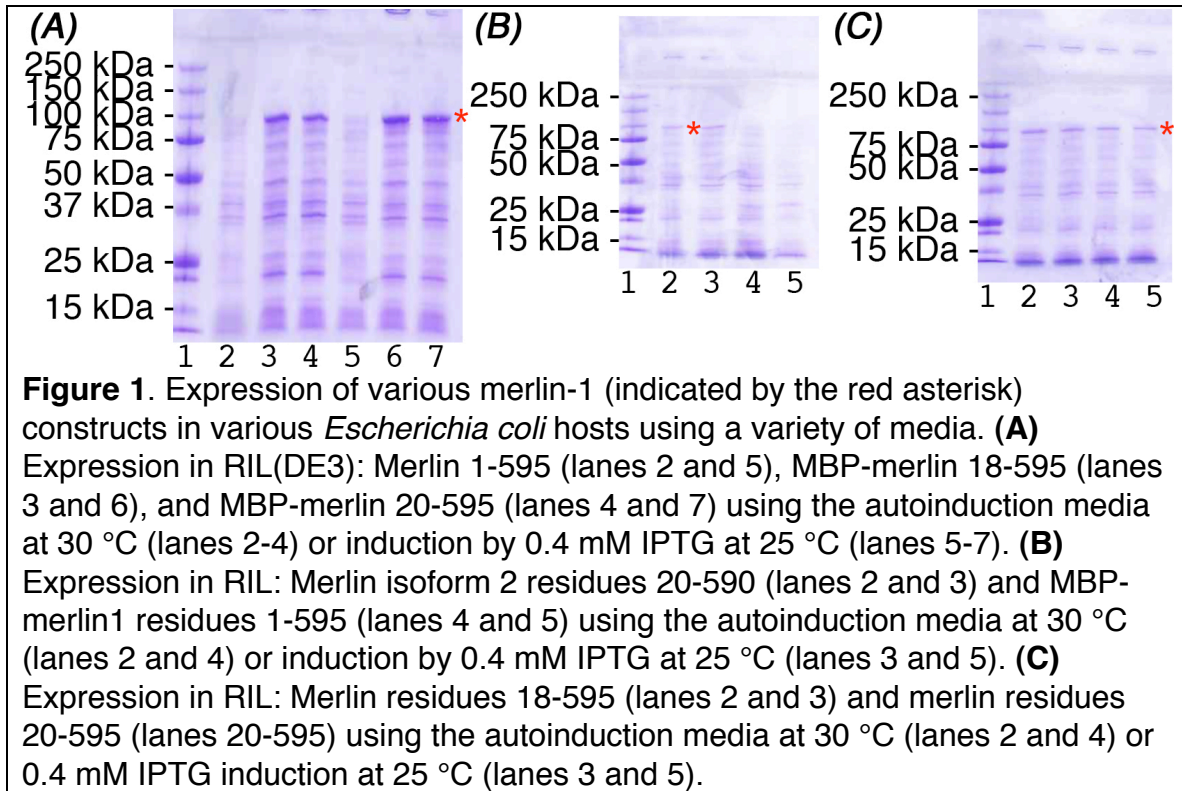 (A)
250 kDa -
150 kDa -
100 kDa -
75 kDa -
50 kDa -
37 kDa -
25 kDa -
15 kDa -
*
1 2 3 4 5 6 7
(B)
250 kDa -
75 kDa -
50 kDa -
25 kDa -
15 kDa -
*
1 2 3 4 5
(C)
250 kDa -
75 kDa -
50 kDa -
25 kDa -
15 kDa -
*
1 2 3 4 5
Figure 1. Expression of various merlin-1 (indicated by the red asterisk)
constructs in various Escherichia coli hosts using a variety of media. (A)
Expression in RIL(DE3): Merlin 1-595 (lanes 2 and 5), MBP-merlin 18-595 (lanes
3 and 6), and MBP-merlin 20-595 (lanes 4 and 7) using the autoinduction media
at 30 °C (lanes 2-4) or induction by 0.4 mM IPTG at 25 °C (lanes 5-7). (B)
Expression in RIL: Merlin isoform 2 residues 20-590 (lanes 2 and 3) and MBP-
merlin1 residues 1-595 (lanes 4 and 5) using the autoinduction media at 30 °C
(lanes 2 and 4) or induction by 0.4 mM IPTG at 25 °C (lanes 3 and 5). (C)
Expression in RIL: Merlin residues 18-595 (lanes 2 and 3) and merlin residues
20-595 (lanes 20-595) using the autoinduction media at 30 °C (lanes 2 and 4) or
0.4 mM IPTG induction at 25 °C (lanes 3 and 5).